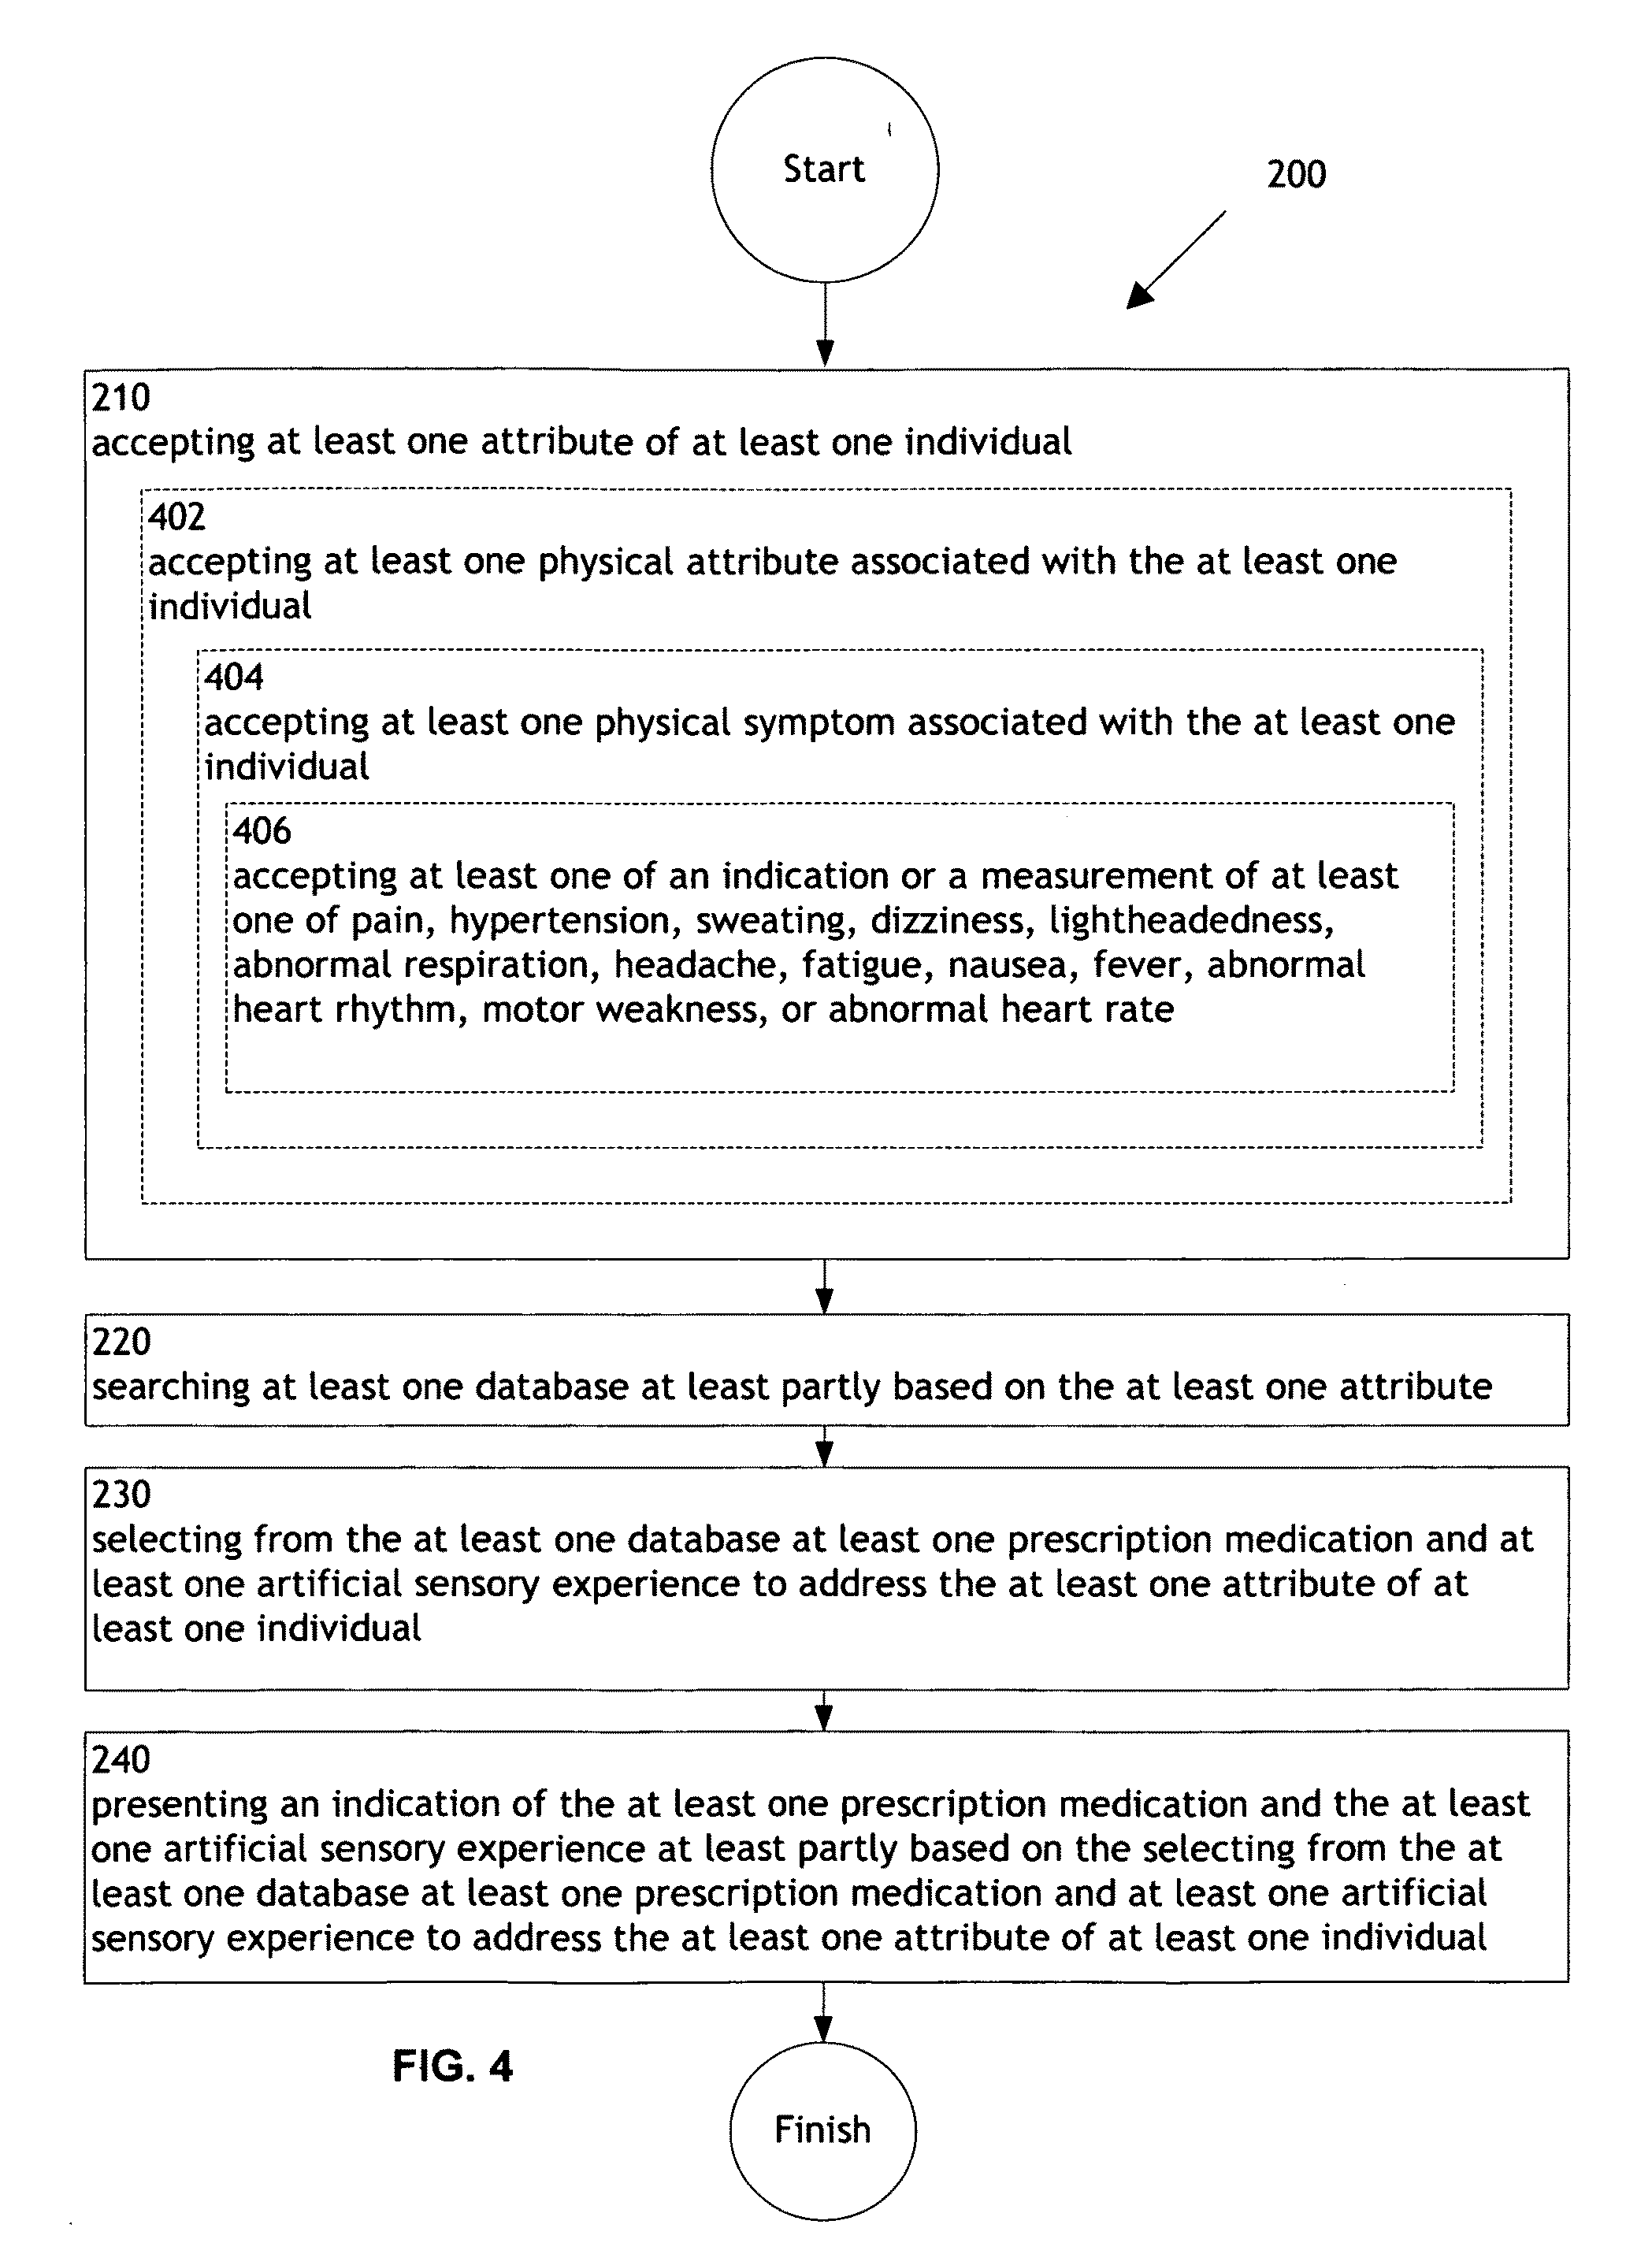 Start
200
210
accepting at least one attribute of at least one individual
402
accepting at least one physical attribute associated with the at least one
individual
404
accepting at least one physical symptom associated with the at least one
individual
406
accepting at least one of an indication or a measurement of at least
one of pain, hypertension, sweating, dizziness, lightheadedness,
abnormal respiration, headache, fatigue, nausea, fever, abnormal
heart rhythm, motor weakness, or abnormal heart rate
220
searching at least one database at least partly based on the at least one attribute
230
selecting from the at least one database at least one prescription medication and at
least one artificial sensory experience to address the at least one attribute of at
least one individual
240
presenting an indication of the at least one prescription medication and the at least
one artificial sensory experience at least partly based on the selecting from the at
least one database at least one prescription medication and at least one artificial
sensory experience to address the at least one attribute of at least one individual
FIG. 4
Finish